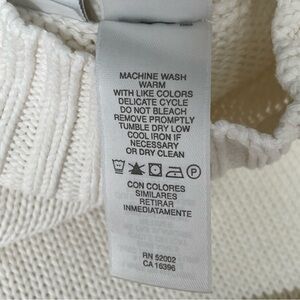 MACHINE WASH
WARM
WITH LIKE COLORS
DELICATE CYCLE
DO NOT BLEACH
REMOVE PROMPTLY
TUMBLE DRY LOW
COOL IRON IF
NECESSARY
OR DRY CLEAN
CON COLORES
SIMILARES
RETIRAR
INMEDIATAMENTE
RN 52002
CA 16396